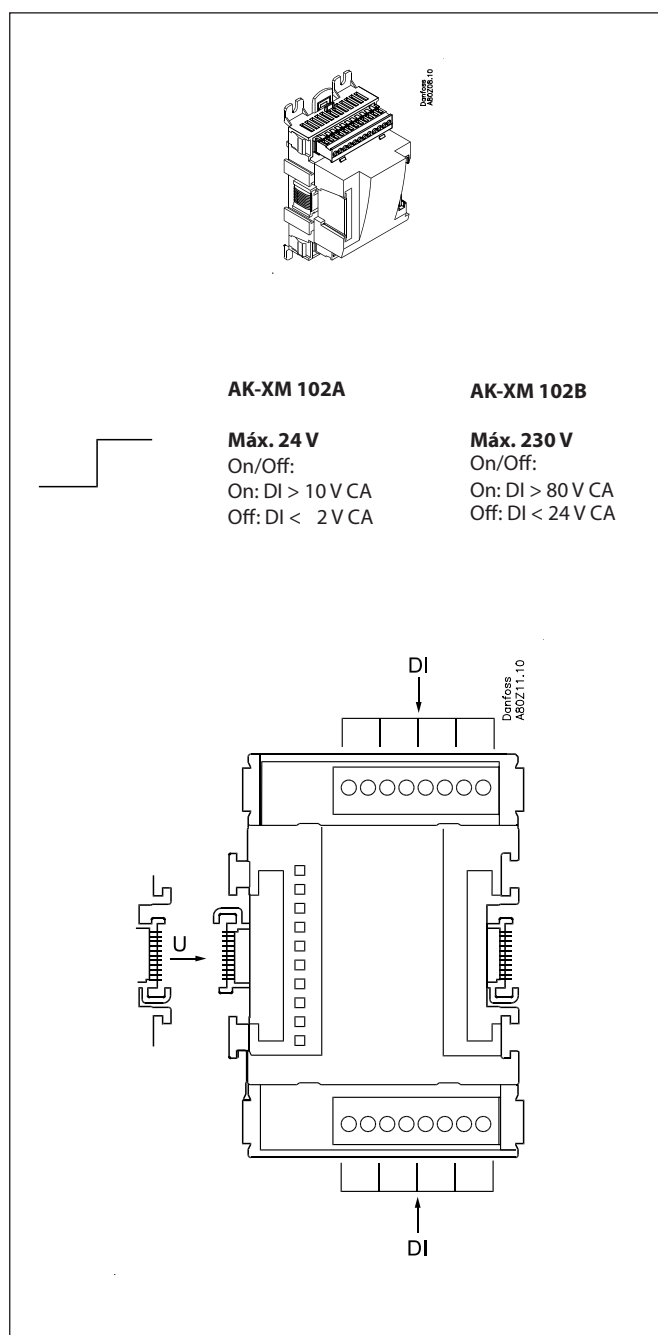 Danfoss
A80Z08.10
AK-XM 102A
Máx. 24 V
On/Off:
On: DI > 10 V CA
Off: DI < 2 V CA
AK-XM 102B
Máx. 230 V
On/Off:
On: DI > 80 V CA
Off: DI < 24 V CA
DI
Danfoss
A80Z11.10
U
DI